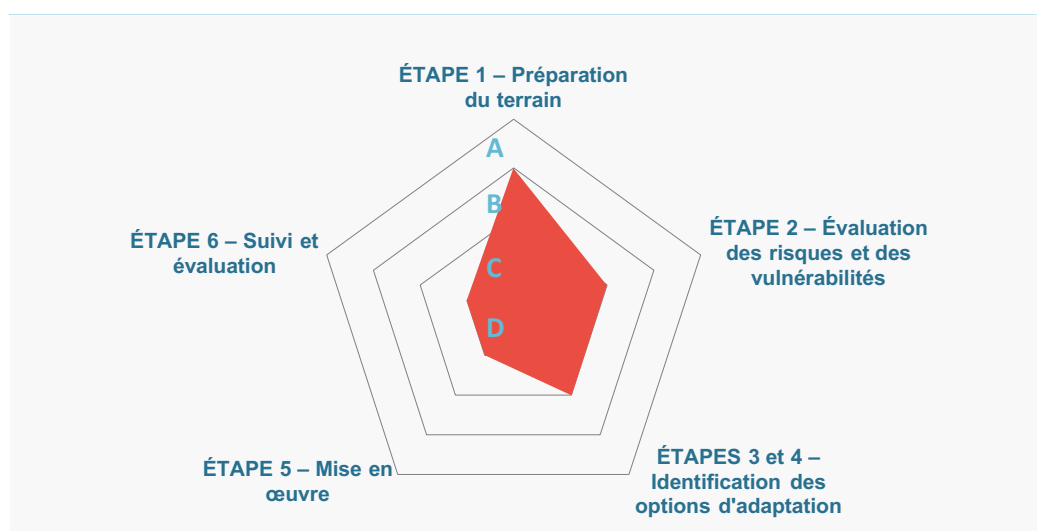 ÉTAPE 1 – Préparation
du terrain
A
B
C
D
ÉTAPE 2 – Évaluation
des risques et des
vulnérabilités
ÉTAPES 3 et 4 –
Identification des
options d'adaptation
ÉTAPE 5 – Mise en
œuvre
ÉTAPE 6 – Suivi et
évaluation